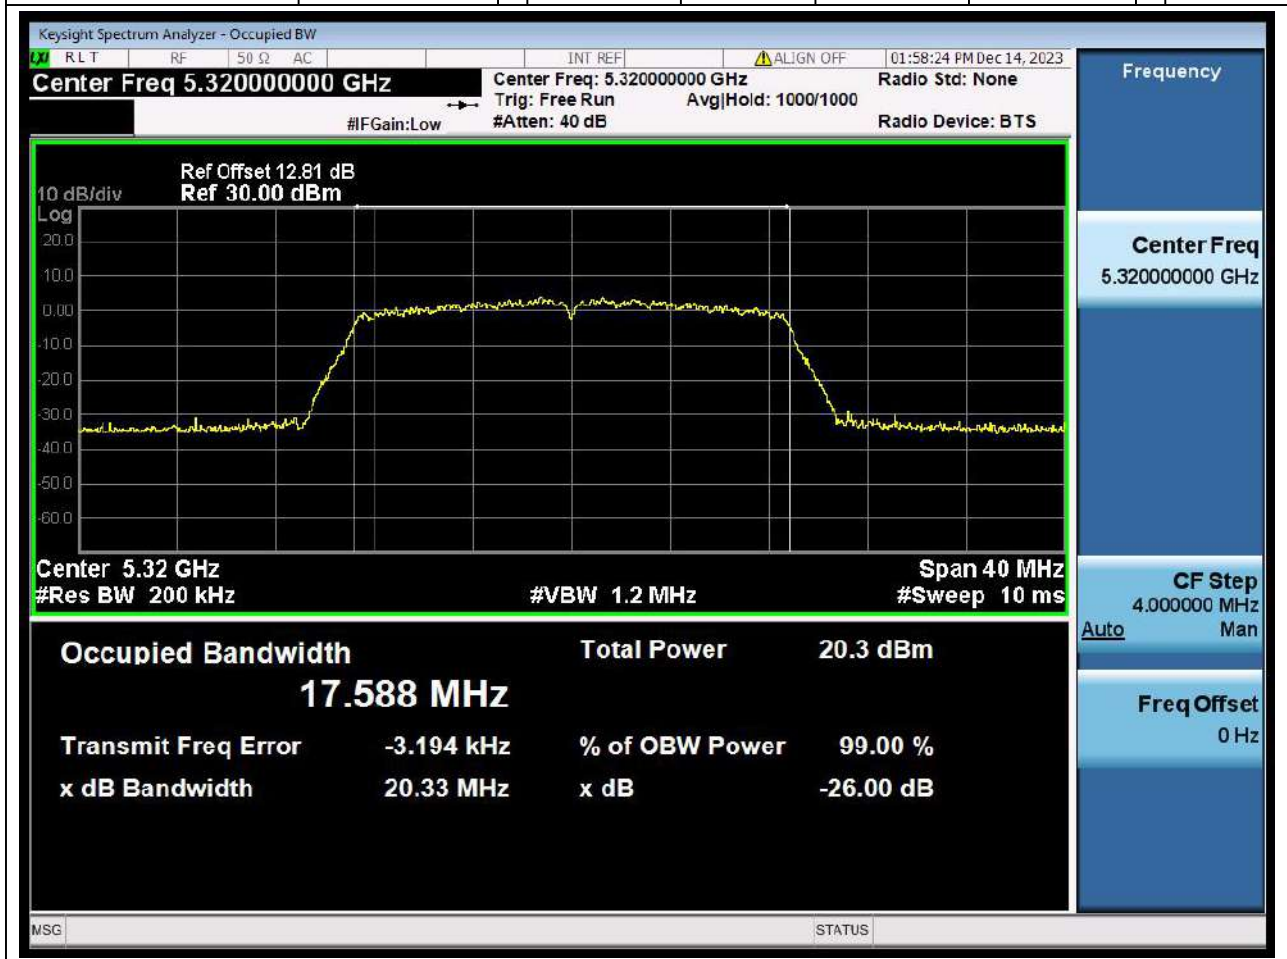 Keysight Spectrum Analyzer - Occupied BW
LXI RLT RF 50 Ω AC INT REF ALIGN OFF 01:58:24 PM Dec 14, 2023
Center Freq 5.320000000 GHz
Center Freq: 5.320000000 GHz Radio Std: None
Trig: Free Run Avg|Hold: 1000/1000
#IFGain:Low #Atten: 40 dB Radio Device: BTS
Ref Offset 12.81 dB
10 dB/div Ref 30.00 dBm
Log
20.0
10.0
0.00
-10.0
-20.0
-30.0
-40.0
-50.0
-60.0
Center 5.32 GHz Span 40 MHz
#Res BW 200 kHz #VBW 1.2 MHz #Sweep 10 ms
Occupied Bandwidth Total Power 20.3 dBm
17.588 MHz
Transmit Freq Error -3.194 kHz % of OBW Power 99.00 %
x dB Bandwidth 20.33 MHz x dB -26.00 dB
MSG STATUS
Frequency
Center Freq
5.320000000 GHz
CF Step
4.000000 MHz
Auto Man
Freq Offset
0 Hz